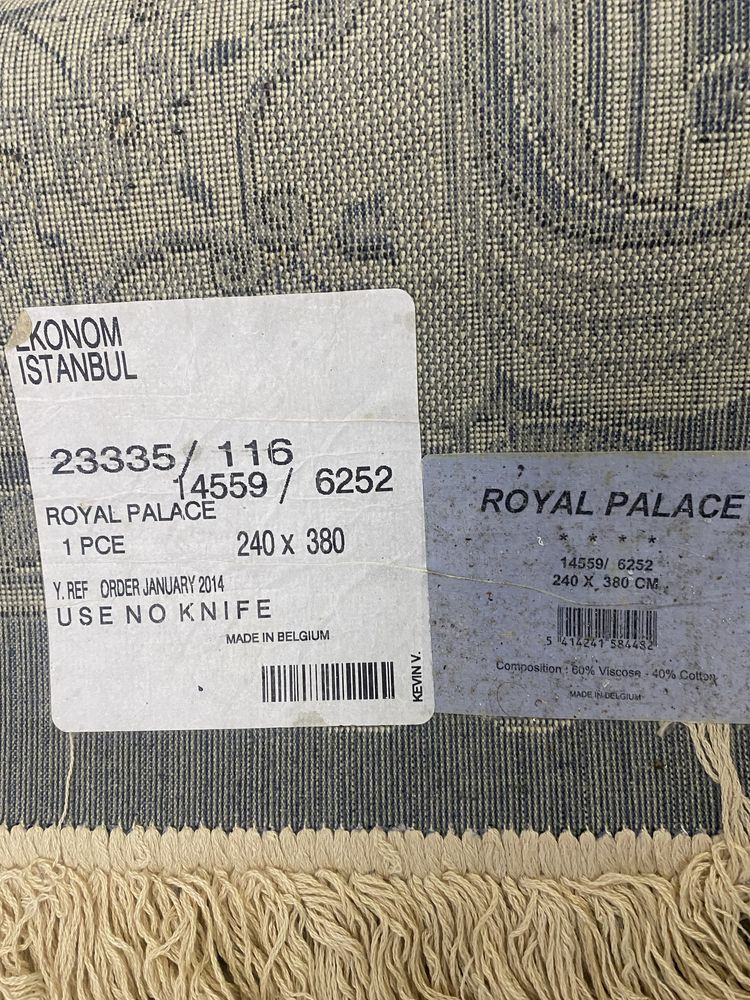 EKONOM
ISTANBUL
23335/ 116
14559 / 6252
ROYAL PALACE
1 PCE 240 x 380
Y. REF ORDER JANUARY 2014
USE NO KNIFE
MADE IN BELGIUM
KEVIN V.
ROYAL PALACE
* * * *
14559/ 6252
240 X 380 CM
5 414241 584492
Composition : 60% Viscose - 40% Cotton
MADE IN BELGIUM